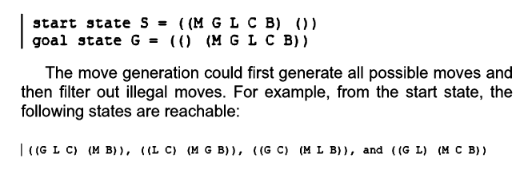 start state S = ((M G L C B) ())
goal state G = (() (M G L C B))
The move generation could first generate all possible moves and
then filter out illegal moves. For example, from the start state, the
following states are reachable:
((G L C) (M B)), ((L C) (M G B)), ((G C) (M L B)), and ((G L) (M C B))